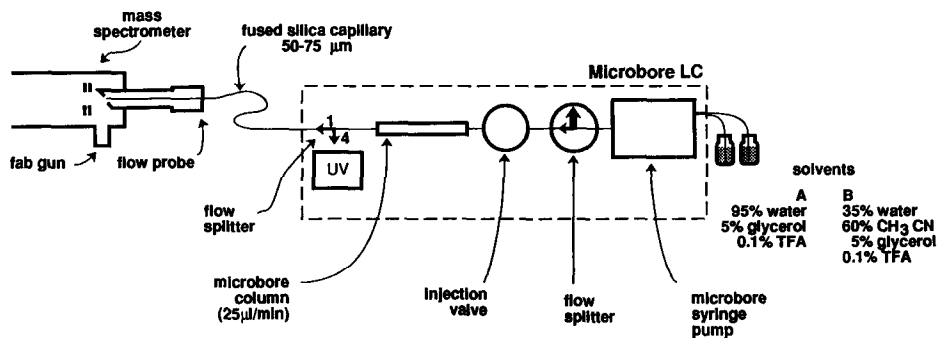 mass
spectrometer
fused silica capillary
50-75 μm
Microbore LC
1
4
UV
fab gun
flow probe
flow
splitter
microbore
column
(25μl/min)
injection
valve
flow
splitter
microbore
syringe
pump
solvents
A B
95% water 35% water
5% glycerol 60% CH₃ CN
0.1% TFA 5% glycerol
0.1% TFA